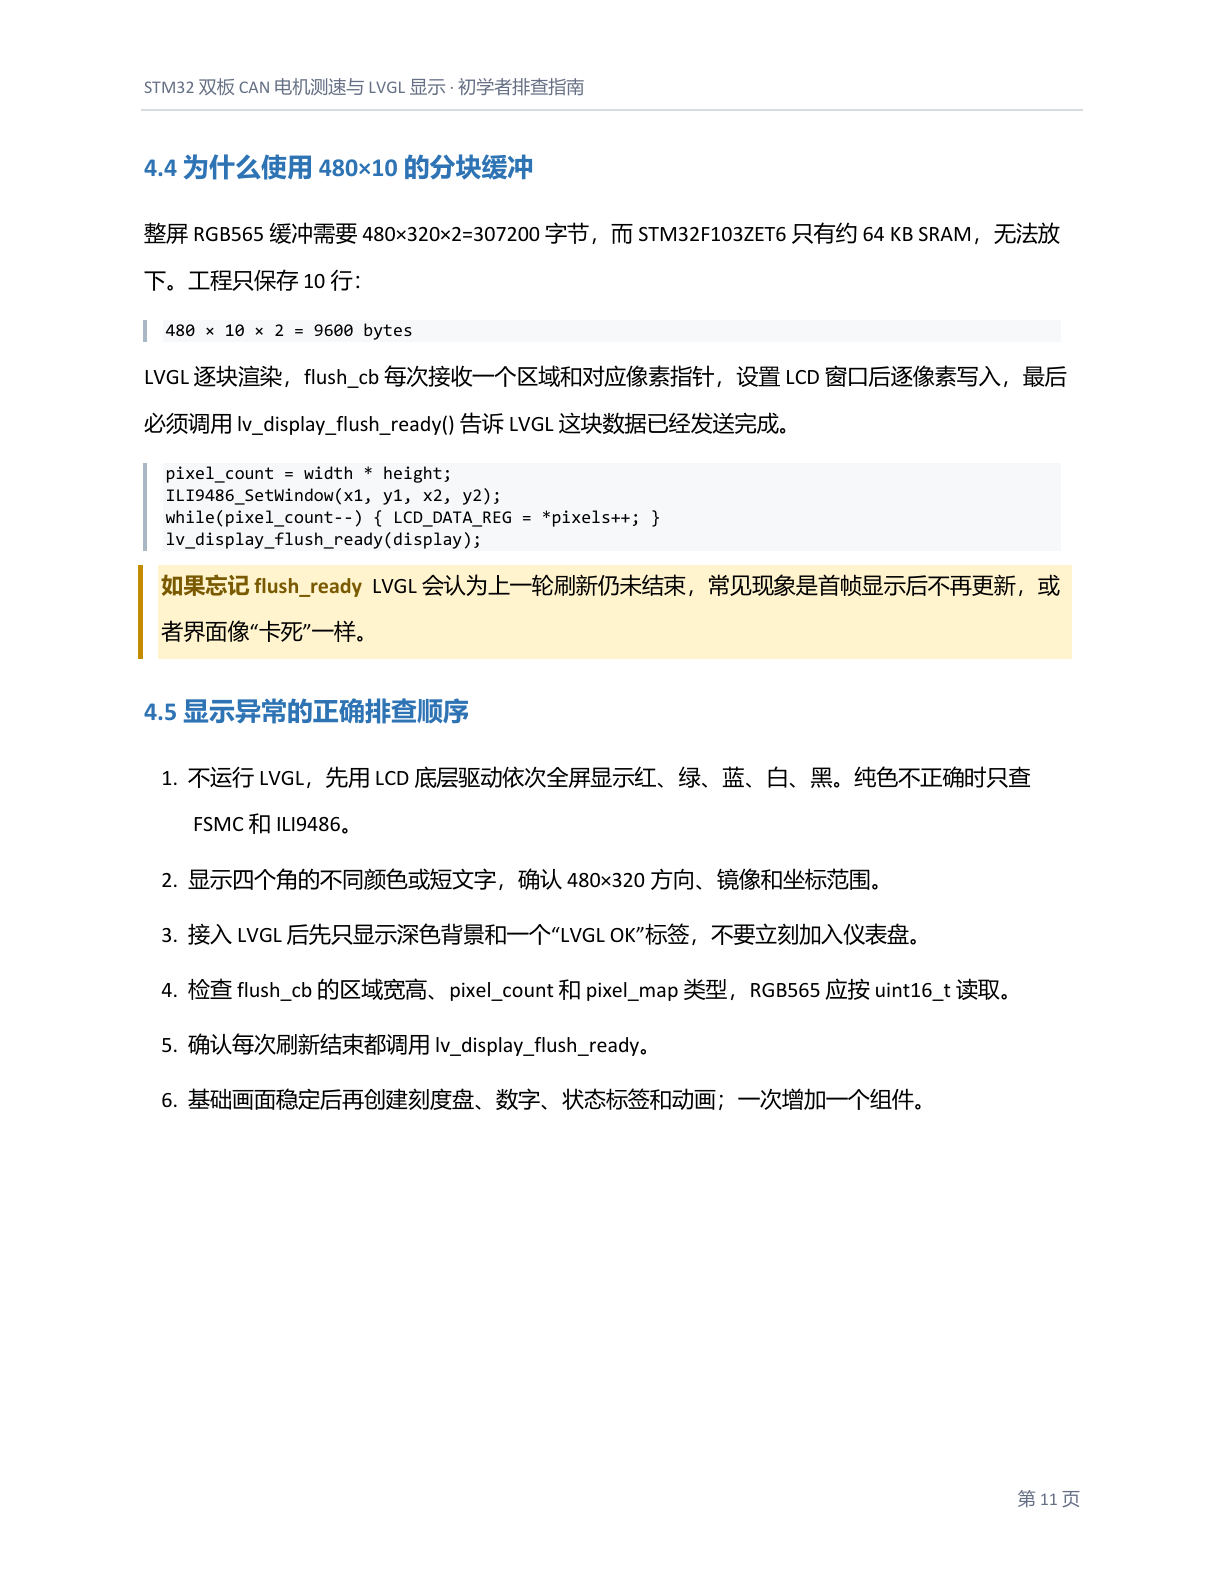 STM32 双板 CAN 电机测速与 LVGL 显示 · 初学者排查指南
4.4 为什么使用 480×10 的分块缓冲
整屏 RGB565 缓冲需要 480×320×2=307200 字节，而 STM32F103ZET6 只有约 64 KB SRAM，无法放
下。工程只保存 10 行：
480 × 10 × 2 = 9600 bytes
LVGL 逐块渲染，flush_cb 每次接收一个区域和对应像素指针，设置 LCD 窗口后逐像素写入，最后
必须调用 lv_display_flush_ready() 告诉 LVGL 这块数据已经发送完成。
pixel_count = width * height;
ILI9486_SetWindow(x1, y1, x2, y2);
while(pixel_count--) { LCD_DATA_REG = *pixels++; }
lv_display_flush_ready(display);
如果忘记 flush_ready LVGL 会认为上一轮刷新仍未结束，常见现象是首帧显示后不再更新，或
者界面像“卡死”一样。
4.5 显示异常的正确排查顺序
1. 不运行 LVGL，先用 LCD 底层驱动依次全屏显示红、绿、蓝、白、黑。纯色不正确时只查
FSMC 和 ILI9486。
2. 显示四个角的不同颜色或短文字，确认 480×320 方向、镜像和坐标范围。
3. 接入 LVGL 后先只显示深色背景和一个“LVGL OK”标签，不要立刻加入仪表盘。
4. 检查 flush_cb 的区域宽高、pixel_count 和 pixel_map 类型，RGB565 应按 uint16_t 读取。
5. 确认每次刷新结束都调用 lv_display_flush_ready。
6. 基础画面稳定后再创建刻度盘、数字、状态标签和动画；一次增加一个组件。
第 11 页